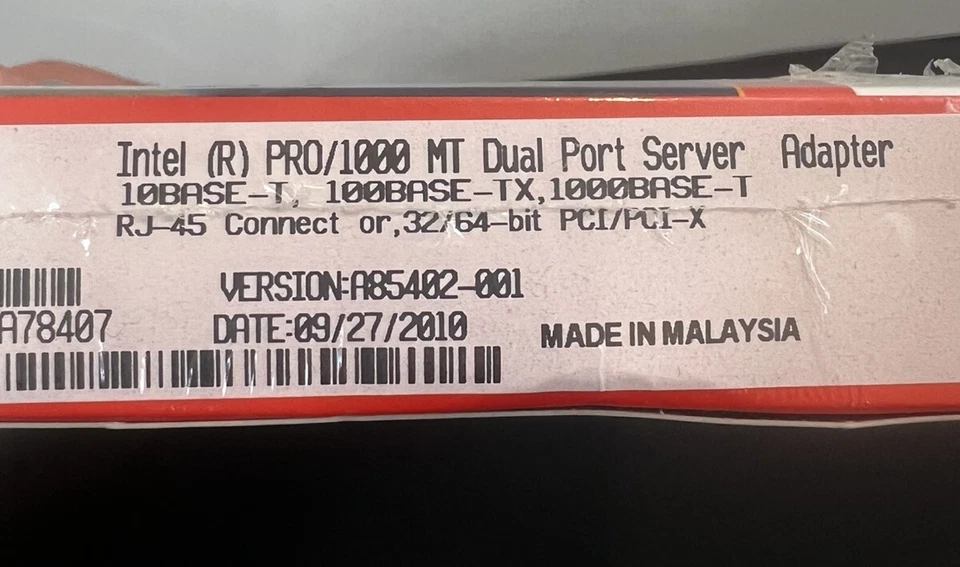 Intel (R) PRO/1000 MT Dual Port Server Adapter
10BASE-T, 100BASE-TX,1000BASE-T
RJ-45 Connect or,32/64-bit PCI/PCI-X
VERSION:A85402-001
A78407
DATE:09/27/2010
MADE IN MALAYSIA